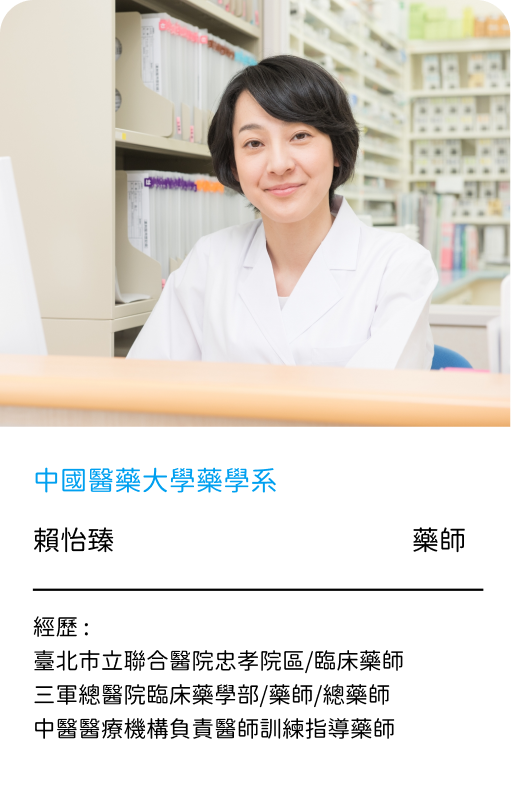 中國醫藥大學藥學系
賴怡臻 藥師
經歷 :
臺北市立聯合醫院忠孝院區/臨床藥師
三軍總醫院臨床藥學部/藥師/總藥師
中醫醫療機構負責醫師訓練指導藥師